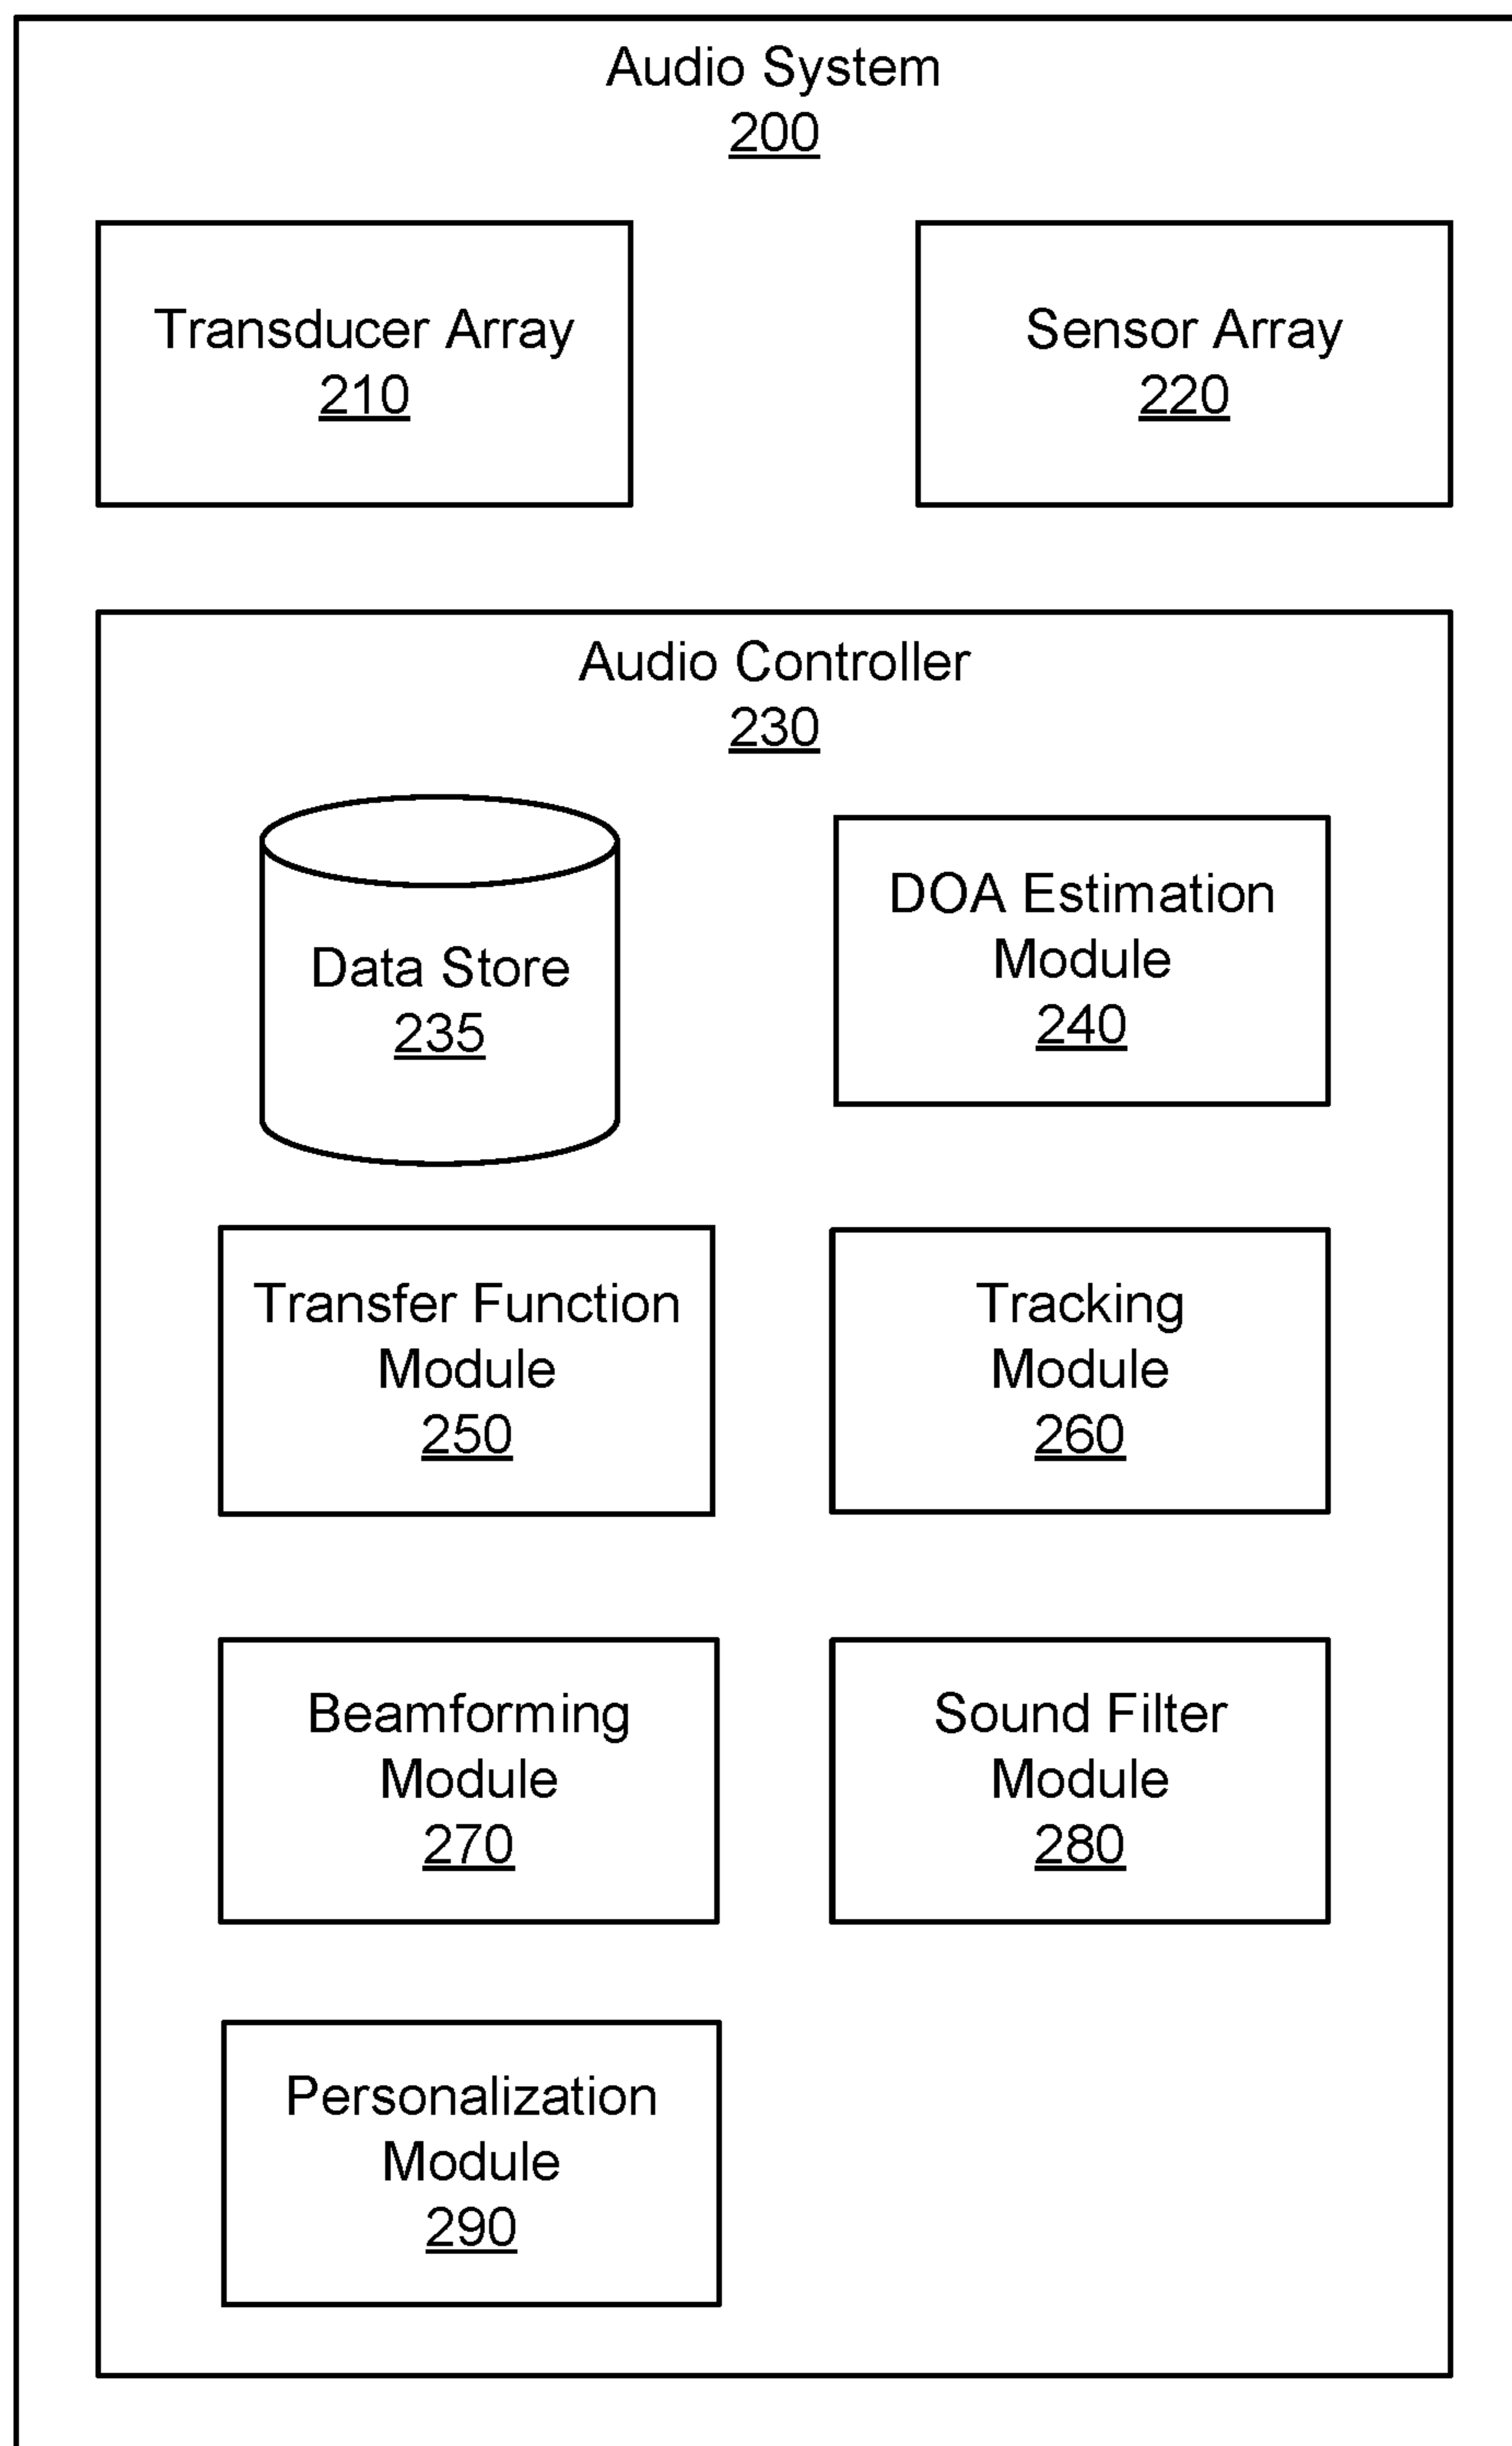 Audio System
200
Transducer Array
210
Sensor Array
220
Audio Controller
230
Data Store
235
DOA Estimation
Module
240
Transfer Function
Module
250
Tracking
Module
260
Beamforming
Module
270
Sound Filter
Module
280
Personalization
Module
290